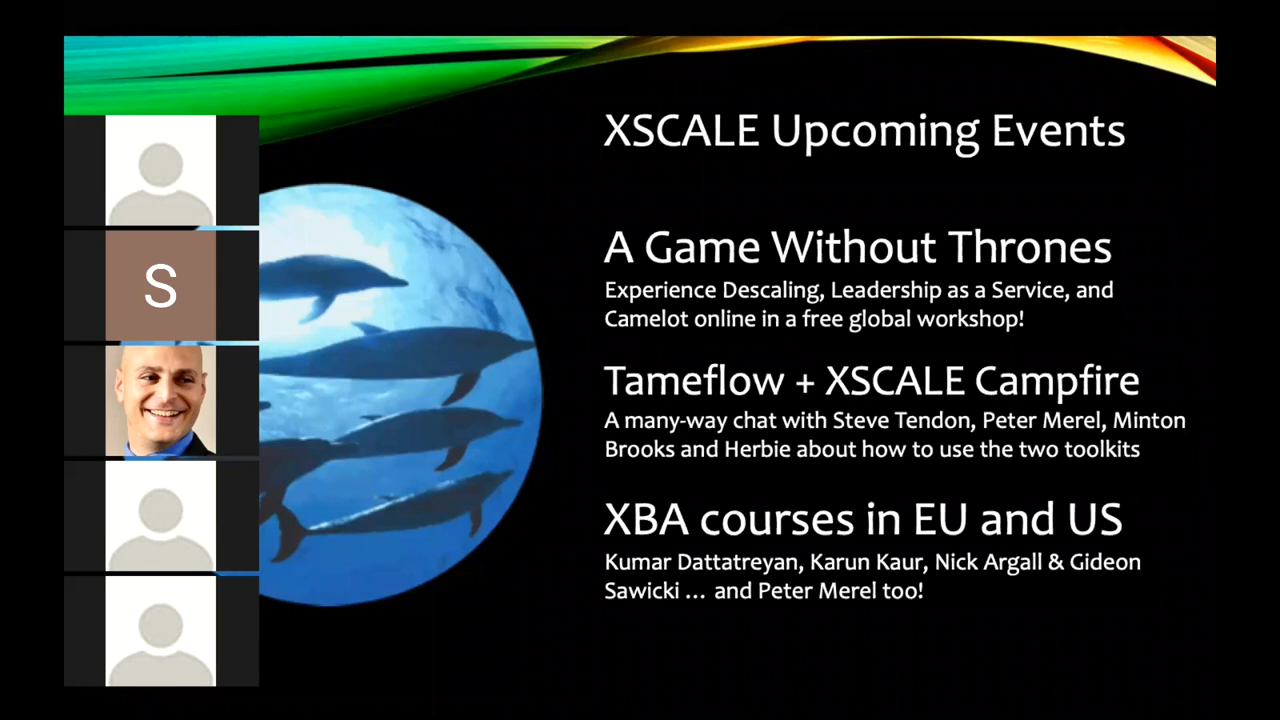 XSCALE Upcoming Events
S
A Game Without Thrones
Experience Descaling, Leadership as a Service, and
Camelot online in a free global workshop!
Tameflow + XSCALE Campfire
A many-way chat with Steve Tendon, Peter Merel, Minton
Brooks and Herbie about how to use the two toolkits
XBA courses in EU and US
Kumar Dattatreyan, Karun Kaur, Nick Argall & Gideon
Sawicki … and Peter Merel too!